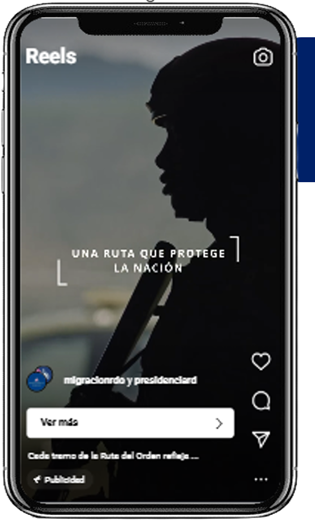 Reels
UNA RUTA QUE PROTEGE
LA NACIÓN
migracionrdo y presidenciard
Ver más
Cada tramo de la Ruta del Orden refleja ...
Publicidad